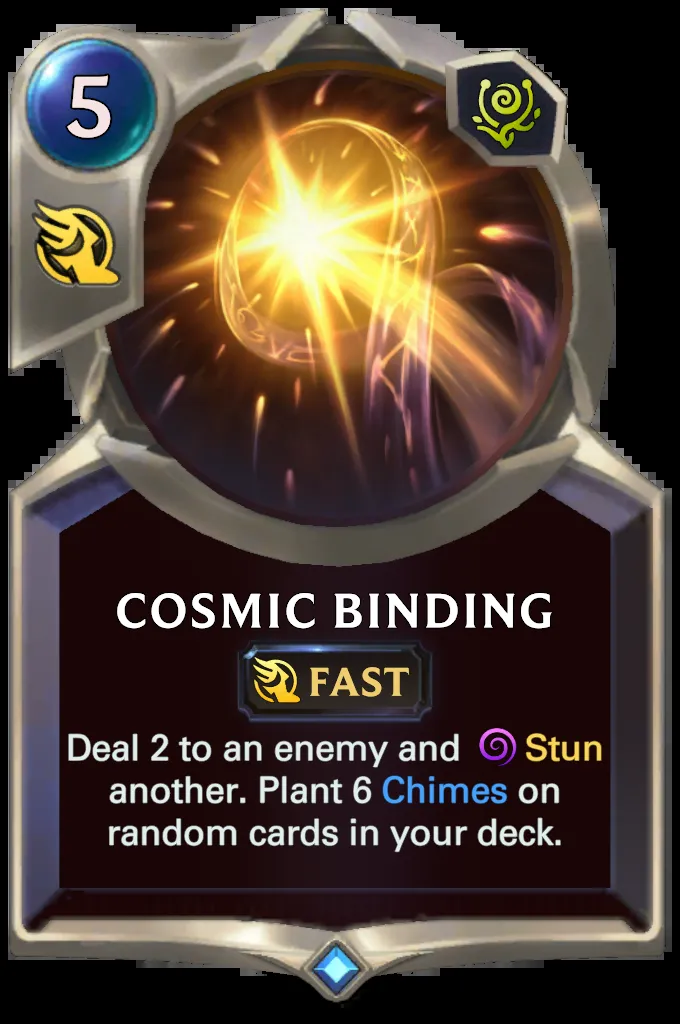 5
COSMIC BINDING
FAST
Deal 2 to an enemy and Stun
another. Plant 6 Chimes on
random cards in your deck.